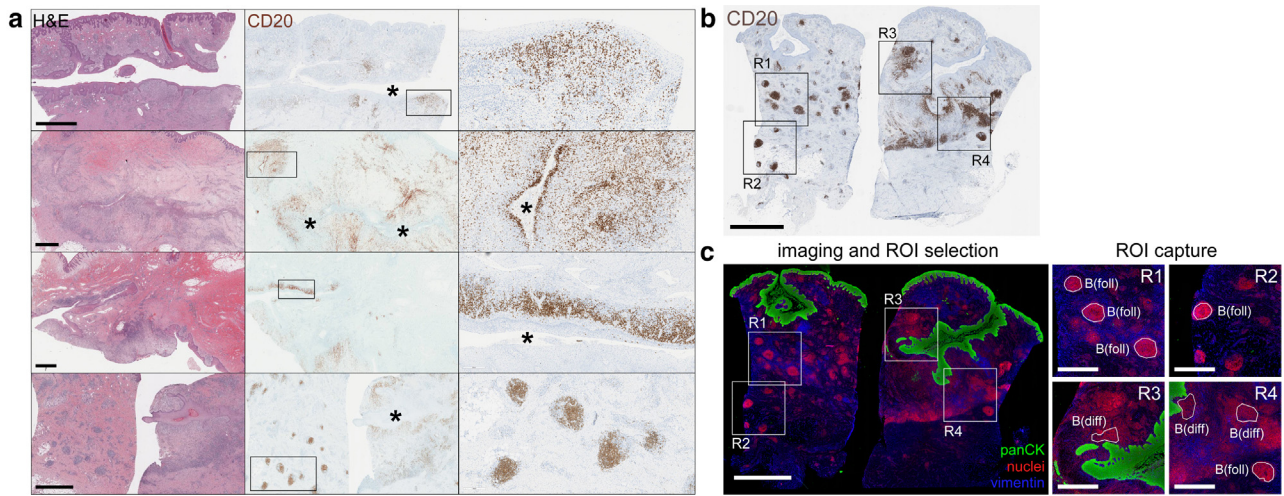 a
H&E
CD20
*
*
*
*
*
*
b
CD20
R1
R2
R3
R4
c
imaging and ROI selection
R1
R2
R3
R4
panCK
nuclei
vimentin
ROI capture
R1
B(foll)
B(foll)
B(foll)
R2
B(foll)
R3
B(diff)
R4
B(diff)
B(diff)
B(foll)